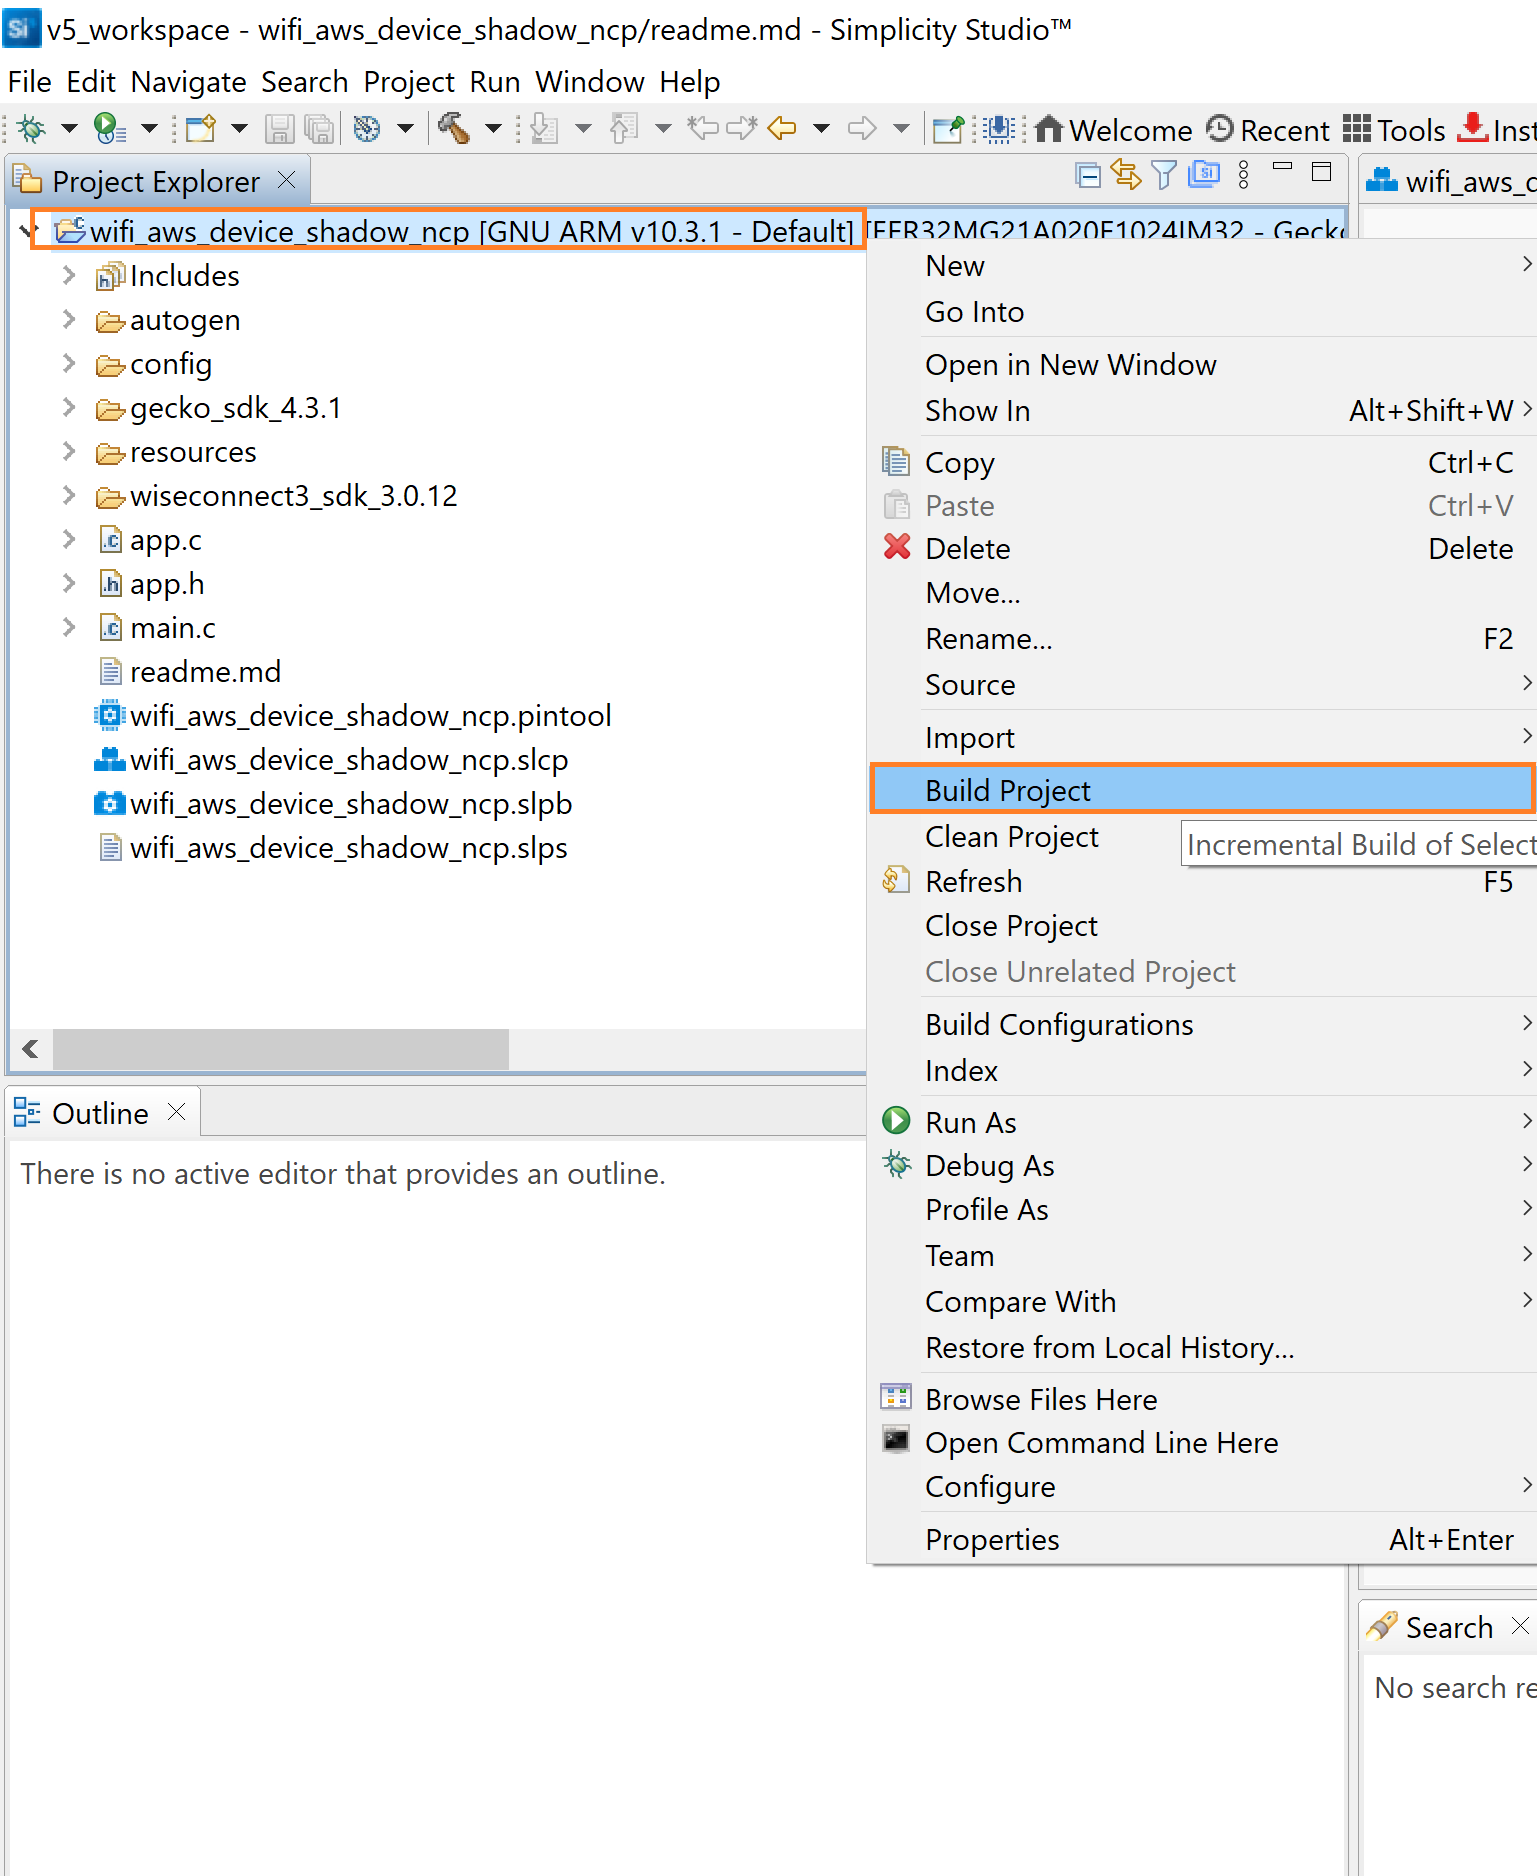 v5_workspace - wifi_aws_device_shadow_ncp/readme.md - Simplicity Studio™
File Edit Navigate Search Project Run Window Help
Welcome Recent Tools Inst
Project Explorer
wifi_aws_d
wifi_aws_device_shadow_ncp [GNU ARM v10.3.1 - Default] [EFR32MG21A020F1024IM32 - Gecko
Includes
autogen
config
gecko_sdk_4.3.1
resources
wiseconnect3_sdk_3.0.12
app.c
app.h
main.c
readme.md
wifi_aws_device_shadow_ncp.pintool
wifi_aws_device_shadow_ncp.slcp
wifi_aws_device_shadow_ncp.slpb
wifi_aws_device_shadow_ncp.slps
New
Go Into
Open in New Window
Show In Alt+Shift+W
Copy Ctrl+C
Paste Ctrl+V
Delete Delete
Move...
Rename... F2
Source
Import
Build Project
Clean Project
Incremental Build of Select
Refresh F5
Close Project
Close Unrelated Project
Build Configurations
Index
Run As
Debug As
Profile As
Team
Compare With
Restore from Local History...
Browse Files Here
Open Command Line Here
Configure
Properties Alt+Enter
Outline
There is no active editor that provides an outline.
Search
No search re